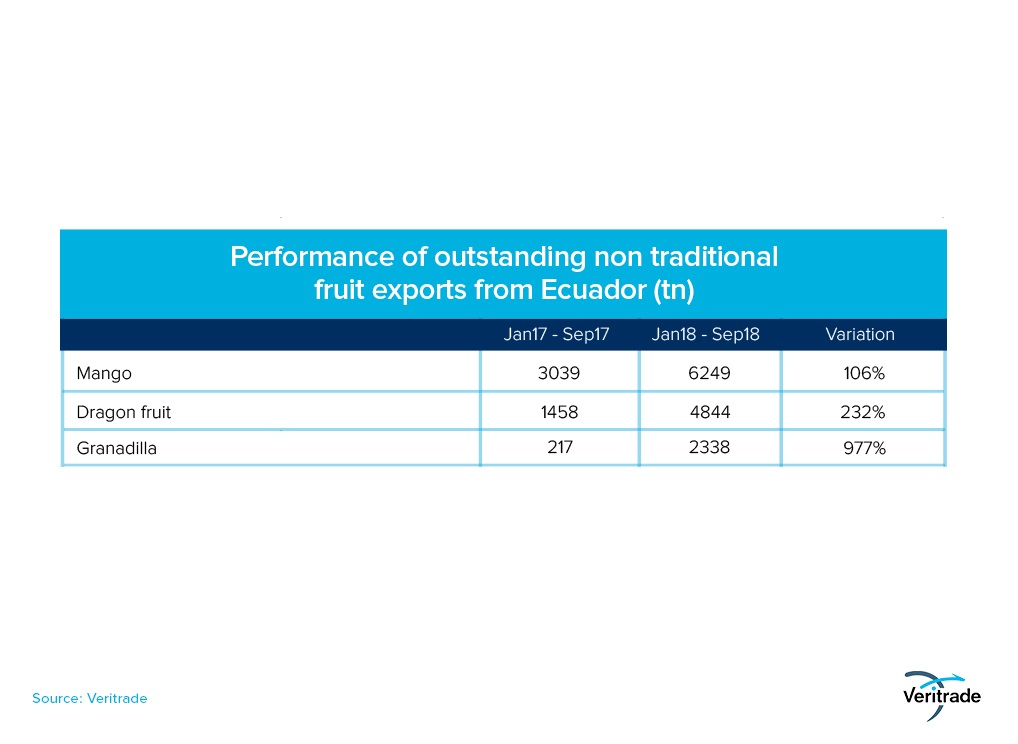 Performance of outstanding non traditional
fruit exports from Ecuador (tn)
Jan17 - Sep17 Jan18 - Sep18 Variation
Mango 3039 6249 106%
Dragon fruit 1458 4844 232%
Granadilla 217 2338 977%
Source: Veritrade
Veritrade